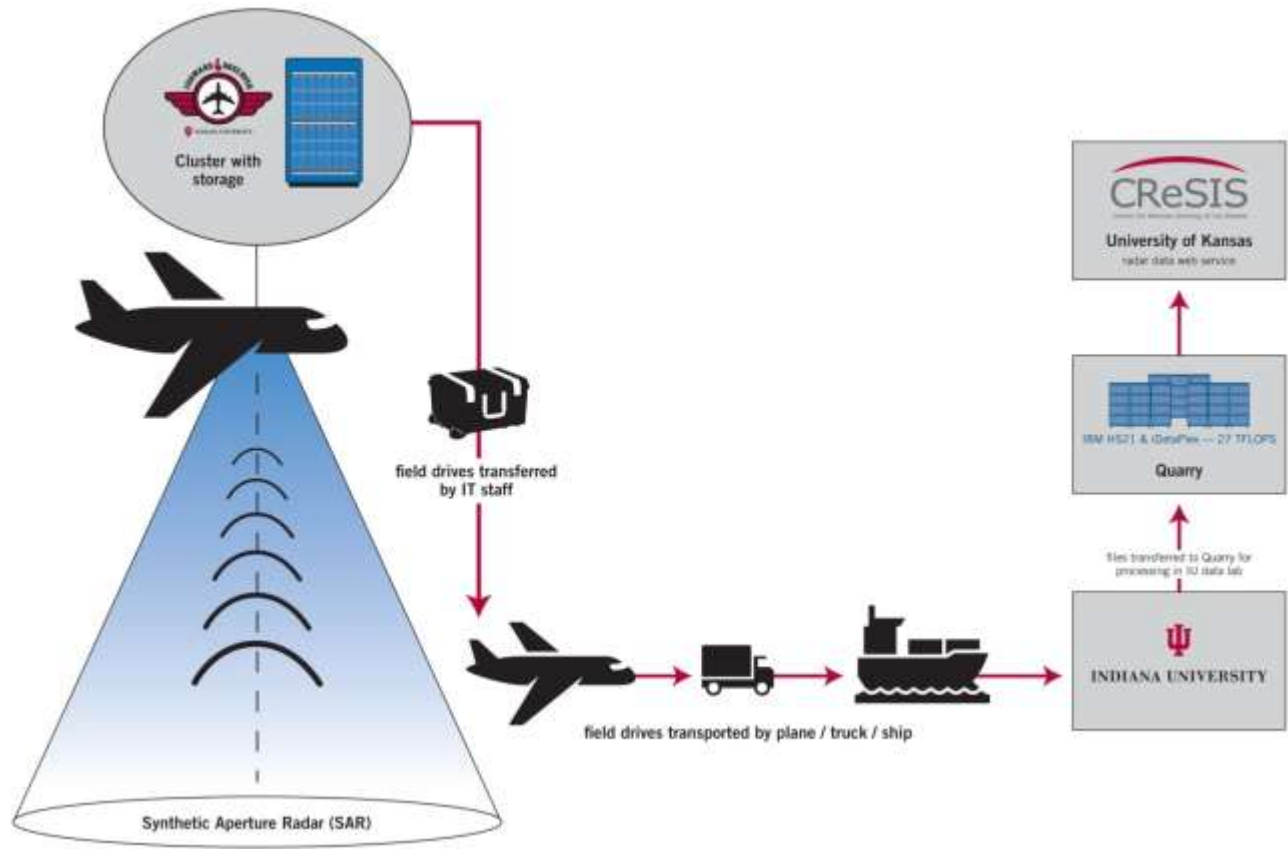 INDIANA UNIVERSITY
Cluster with
storage
field drives transferred
by IT staff
Synthetic Aperture Radar (SAR)
field drives transported by plane / truck / ship
INDIANA UNIVERSITY
files transferred to Quarry for
processing in IU data lab
IBM HS21 & iDataPlex — 27 TFLOPS
Quarry
CReSIS
University of Kansas
radar data web service